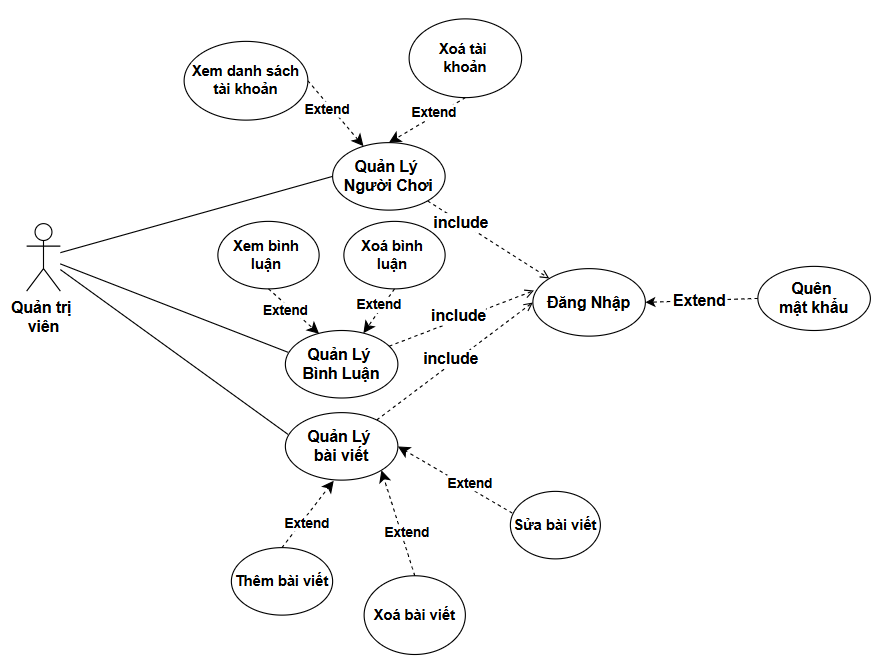 Xoá tài
khoản
Xem danh sách
tài khoản
Extend
Extend
Quản Lý
Người Chơi
include
Xem bình
luận
Xoá bình
luận
Quản trị
viên
Extend
Extend
include
Đăng Nhập
Extend
Quên
mật khẩu
Quản Lý
Bình Luận
include
Quản Lý
bài viết
Extend
Extend
Extend
Sửa bài viết
Thêm bài viết
Xoá bài viết